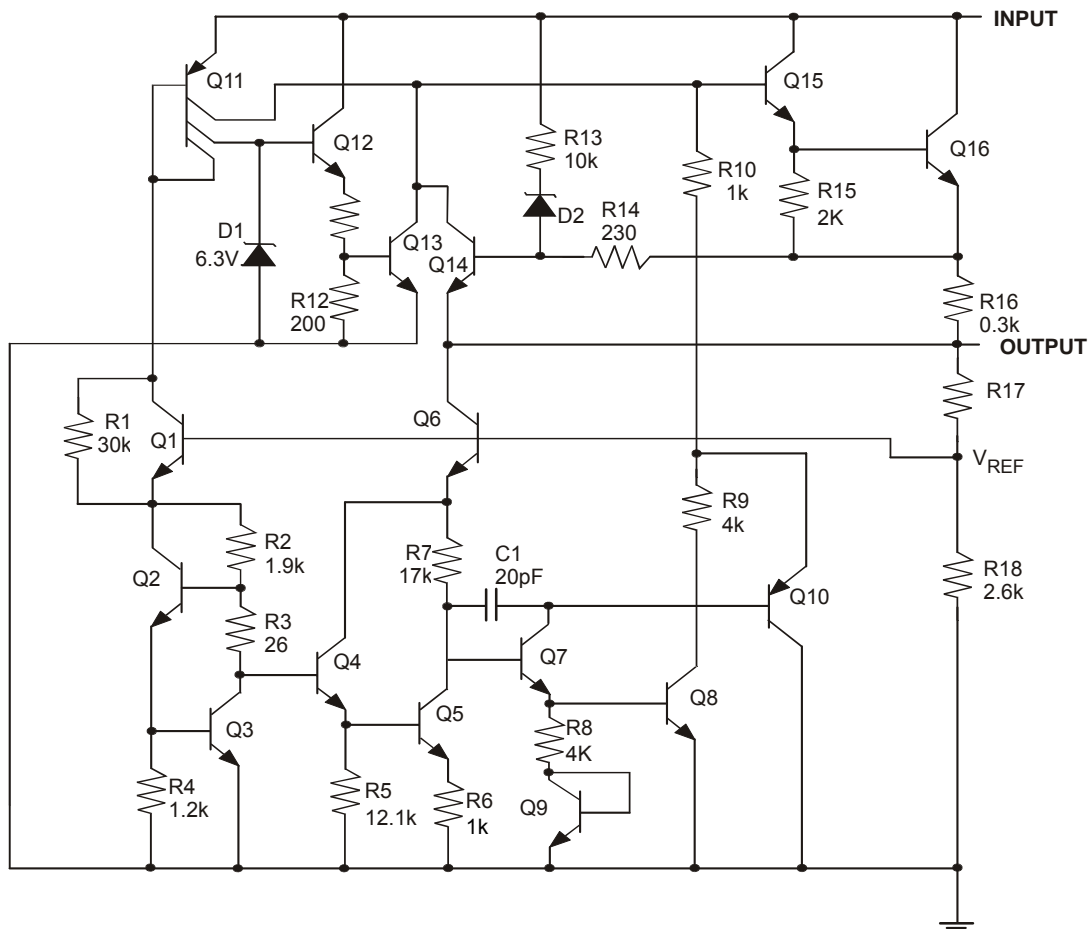 INPUT
Q11
Q15
Q12
R13
10k
R10
1k
Q16
R15
2K
D1
6.3V
D2
R14
230
Q13
Q14
R12
200
R16
0.3k
OUTPUT
R1
30k
Q1
Q6
R17
VREF
R9
4k
R2
1.9k
R7
17k
C1
20pF
Q2
R18
2.6k
Q10
R3
26
Q4
Q7
Q3
Q5
Q8
R8
4K
R4
1.2k
R5
12.1k
R6
1k
Q9